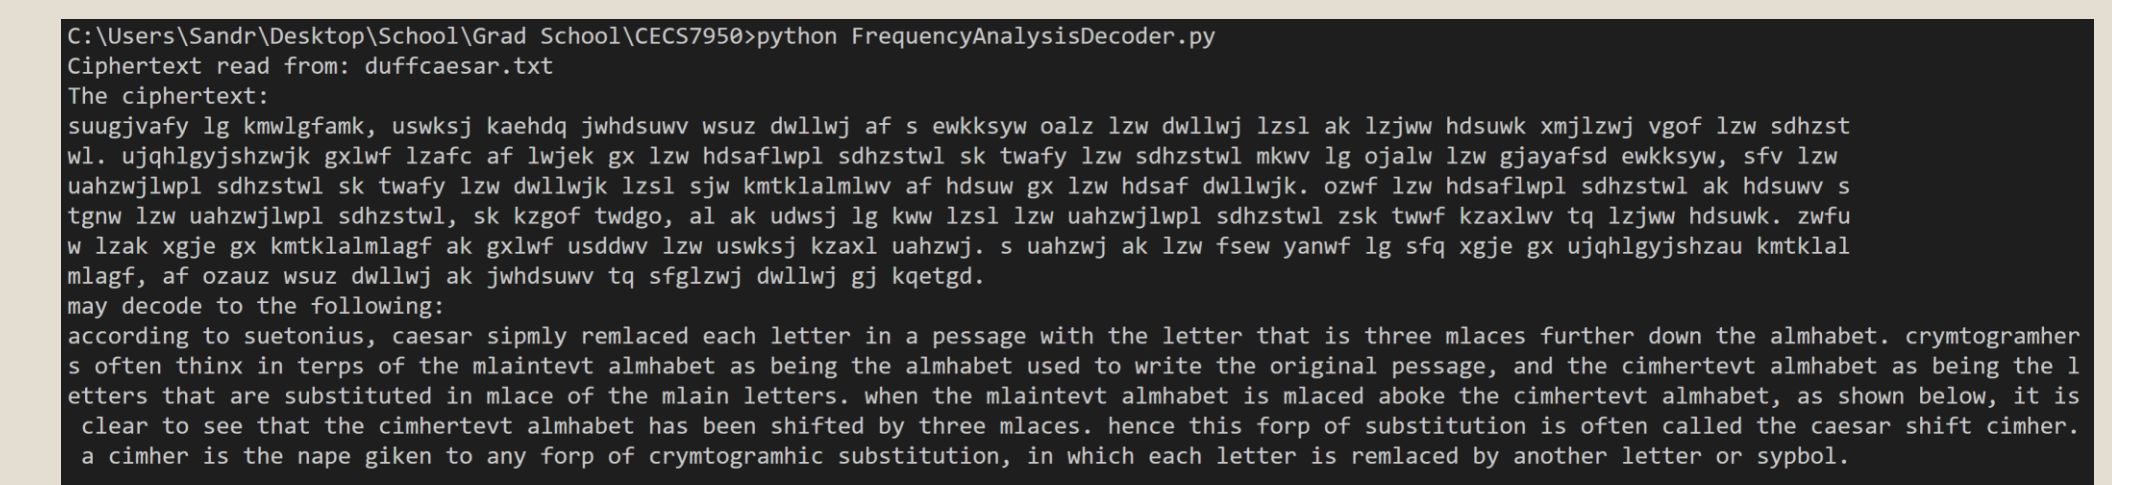 C:\Users\Sandr\Desktop\School\Grad School\CECS7950>python FrequencyAnalysisDecoder.py
Ciphertext read from: duffcaesar.txt
The ciphertext:
suugjvafy lg kmwlgfamk, uswksj kaehdq jwhdsuwv wsuz dwllwj af s ewkksyw oalz lzw dwllwj lzsl ak lzjww hdsuwk xmjlzwj vgof lzw sdhzst
wl. ujqhlgyjshzwjk gxlwf lzafc af lwjek gx lzw hdsaflwpl sdhzstwl sk twafy lzw sdhzstwl mkwv lg ojalw lzw gjayafsd ewkksyw, sfv lzw
uahzwjlwpl sdhzstwl sk twafy lzw dwllwjk lzsl sjw kmtklalmlwv af hdsuw gx lzw hdsaf dwllwjk. ozwf lzw hdsaflwpl sdhzstwl ak hdsuwv s
tgnw lzw uahzwjlwpl sdhzstwl, sk kzgof twdgo, al ak udwsj lg kww lzsl lzw uahzwjlwpl sdhzstwl zsk twwf kzaxlwv tq lzjww hdsuwk. zwfu
w lzak xgje gx kmtklalmlagf ak gxlwf usddwv lzw uswksj kzaxl uahzwj. s uahzwj ak lzw fsew yanwf lg sfq xgje gx ujqhlgyjshzau kmtklal
mlagf, af ozauz wsuz dwllwj ak jwhdsuwv tq sfglzwj dwllwj gj kqetgd.
may decode to the following:
according to suetonius, caesar sipmly remlaced each letter in a pessage with the letter that is three mlaces further down the almhabet. crymtogramher
s often thinx in terps of the mlaintevt almhabet as being the almhabet used to write the original pessage, and the cimhertevt almhabet as being the l
etters that are substituted in mlace of the mlain letters. when the mlaintevt almhabet is mlaced aboke the cimhertevt almhabet, as shown below, it is
clear to see that the cimhertevt almhabet has been shifted by three mlaces. hence this forp of substitution is often called the caesar shift cimher.
a cimher is the nape giken to any forp of crymtogramhic substitution, in which each letter is remlaced by another letter or sypbol.